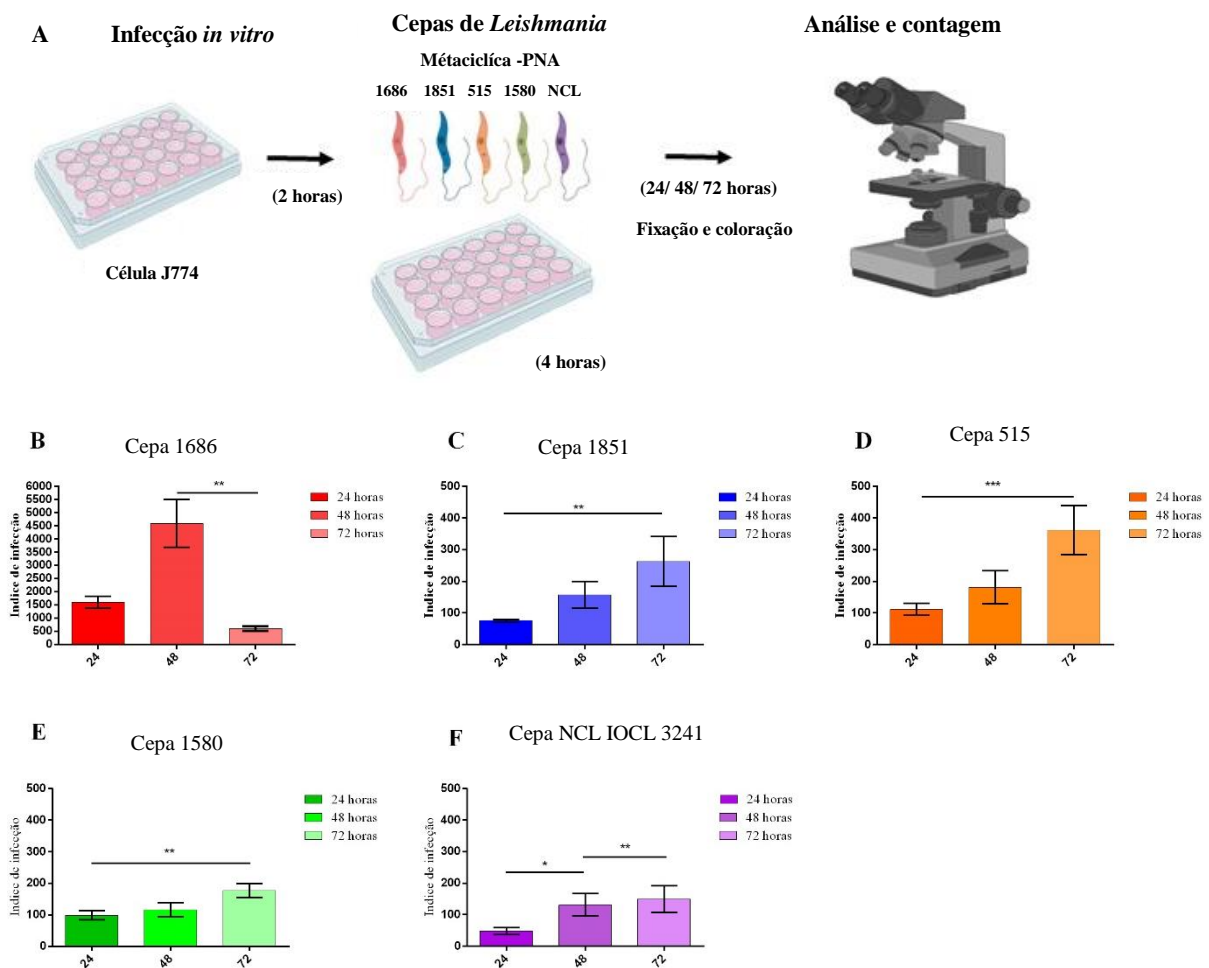 A
Infecção in vitro
Cepas de Leishmania
Análise e contagem
Métaciclíca -PNA
1686 1851 515 1580 NCL
(2 horas)
(24/ 48/ 72 horas)
Fixação e coloração
Célula J774
(4 horas)
B
Cepa 1686
Indice de infecção
6000
5500
5000
4500
4000
3500
3000
2500
2000
1500
1000
500
0
**
24 48 72
24 horas
48 horas
72 horas
C
Cepa 1851
Indice de infecção
500
400
300
200
100
0
**
24 48 72
24 horas
48 horas
72 horas
D
Cepa 515
Indice de infecção
500
400
300
200
100
0
***
24 48 72
24 horas
48 horas
72 horas
E
Cepa 1580
Indice de infecção
500
400
300
200
100
0
**
24 48 72
24 horas
48 horas
72 horas
F
Cepa NCL IOCL 3241
Indice de infecção
500
400
300
200
100
0
*
**
24 48 72
24 horas
48 horas
72 horas